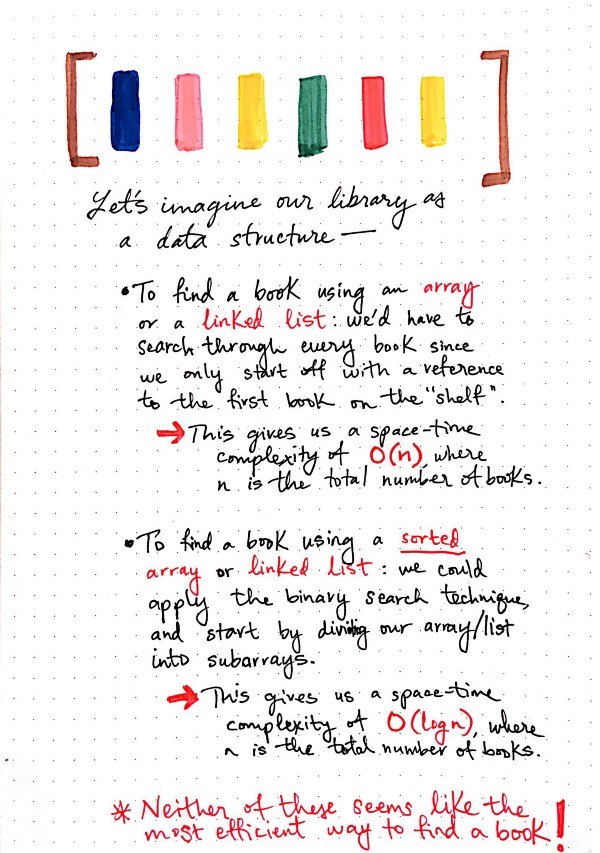 Let's imagine our library as
a data structure —
• To find a book using an array
or a linked list: we'd have to
search through every book since
we only start off with a reference
to the first book on the "shelf".
→ This gives us a space-time
complexity of O(n), where
n is the total number of books.
• To find a book using a sorted
array or linked list: we could
apply the binary search technique,
and start by dividing our array/list
into subarrays.
→ This gives us a space-time
complexity of O(log n), where
n is the total number of books.
* Neither of these seems like the
most efficient way to find a book!